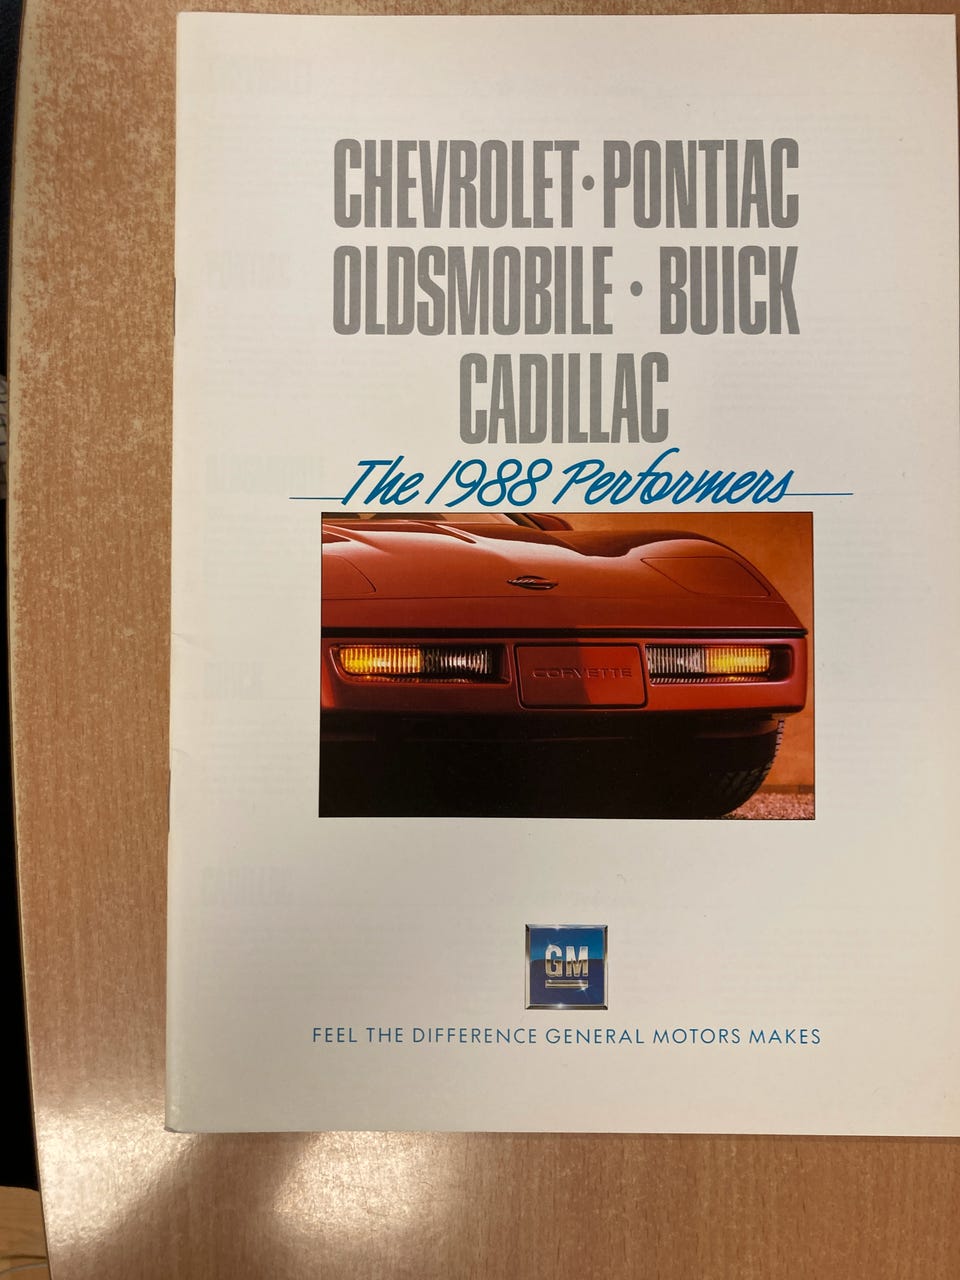 CHEVROLET · PONTIAC
OLDSMOBILE · BUICK
CADILLAC
The 1988 Performers
CORVETTE
GM
FEEL THE DIFFERENCE GENERAL MOTORS MAKES